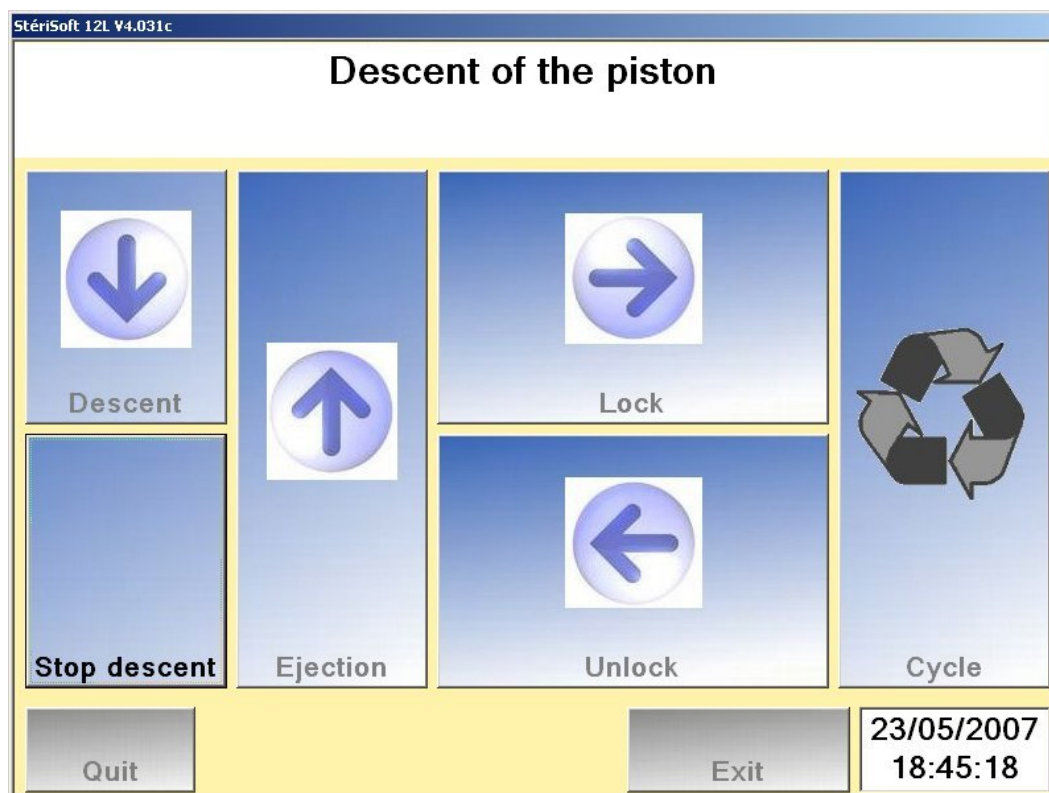 StériSoft 12L V4.031c
Descent of the piston
Descent
Lock
Stop descent
Ejection
Unlock
Cycle
Quit
Exit
23/05/2007
18:45:18